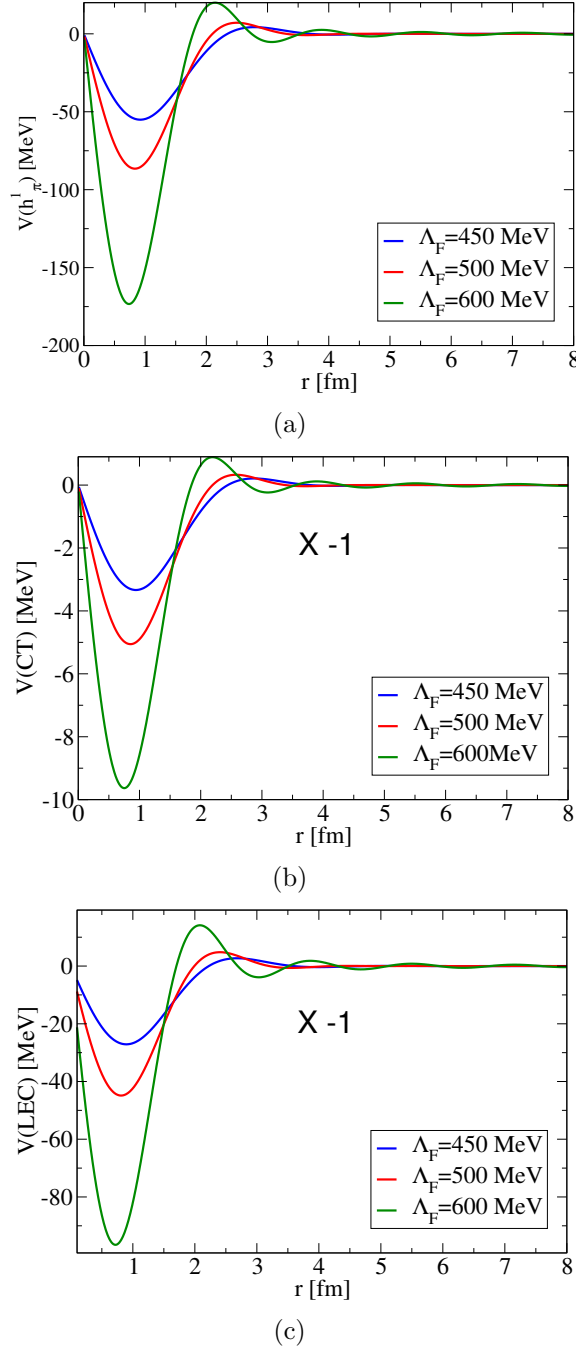 0
-50
-100
-150
-200
V(h¹_π) [MeV]
Λ_F=450 MeV
Λ_F=500 MeV
Λ_F=600 MeV
0 1 2 3 4 5 6 7 8
r [fm]
(a)
0
-2
-4
-6
-8
-10
V(CT) [MeV]
X -1
Λ_F=450 MeV
Λ_F=500 MeV
Λ_F=600MeV
0 1 2 3 4 5 6 7 8
r [fm]
(b)
0
-20
-40
-60
-80
V(LEC) [MeV]
X -1
Λ_F=450 MeV
Λ_F=500 MeV
Λ_F=600 MeV
1 2 3 4 5 6 7 8
r [fm]
(c)